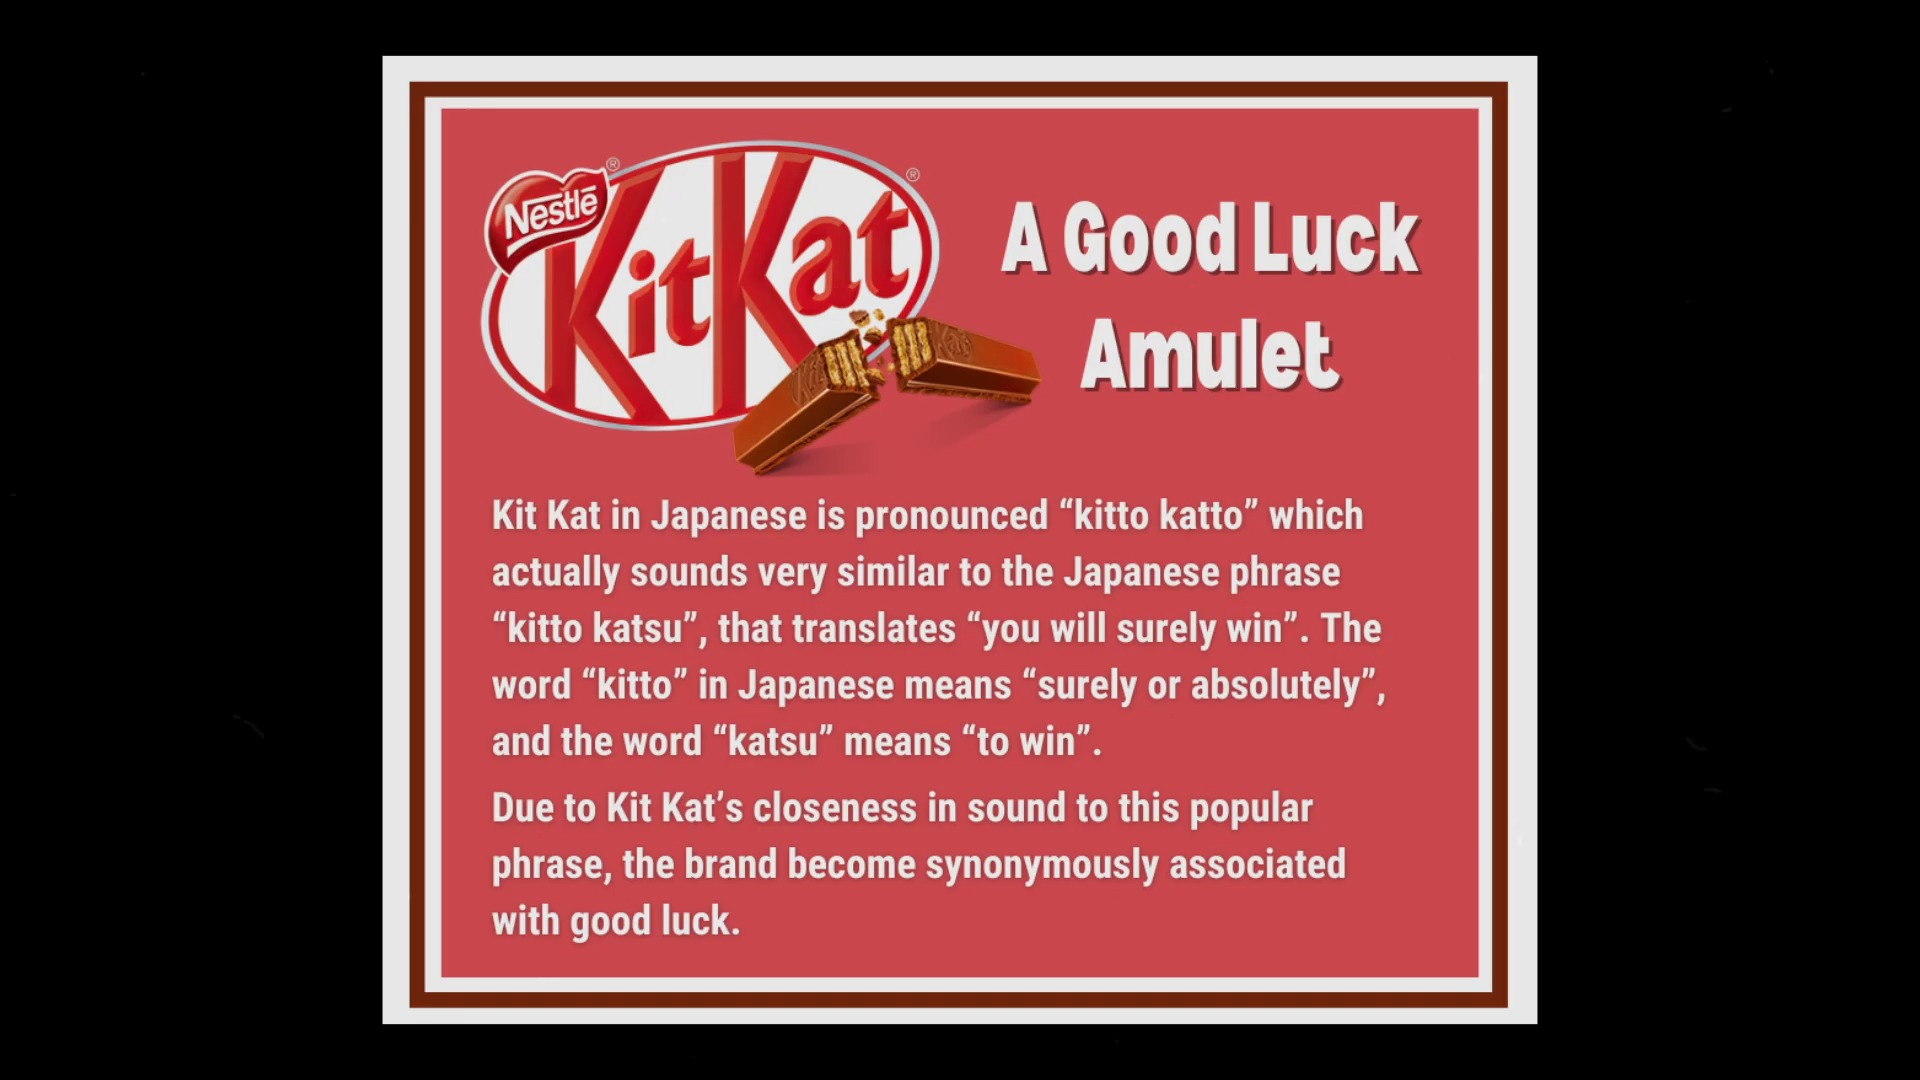 Nestlē
KitKat
A Good Luck
Amulet
Kit Kat in Japanese is pronounced “kitto katto” which
actually sounds very similar to the Japanese phrase
“kitto katsu”, that translates “you will surely win”. The
word “kitto” in Japanese means “surely or absolutely”,
and the word “katsu” means “to win”.
Due to Kit Kat’s closeness in sound to this popular
phrase, the brand become synonymously associated
with good luck.